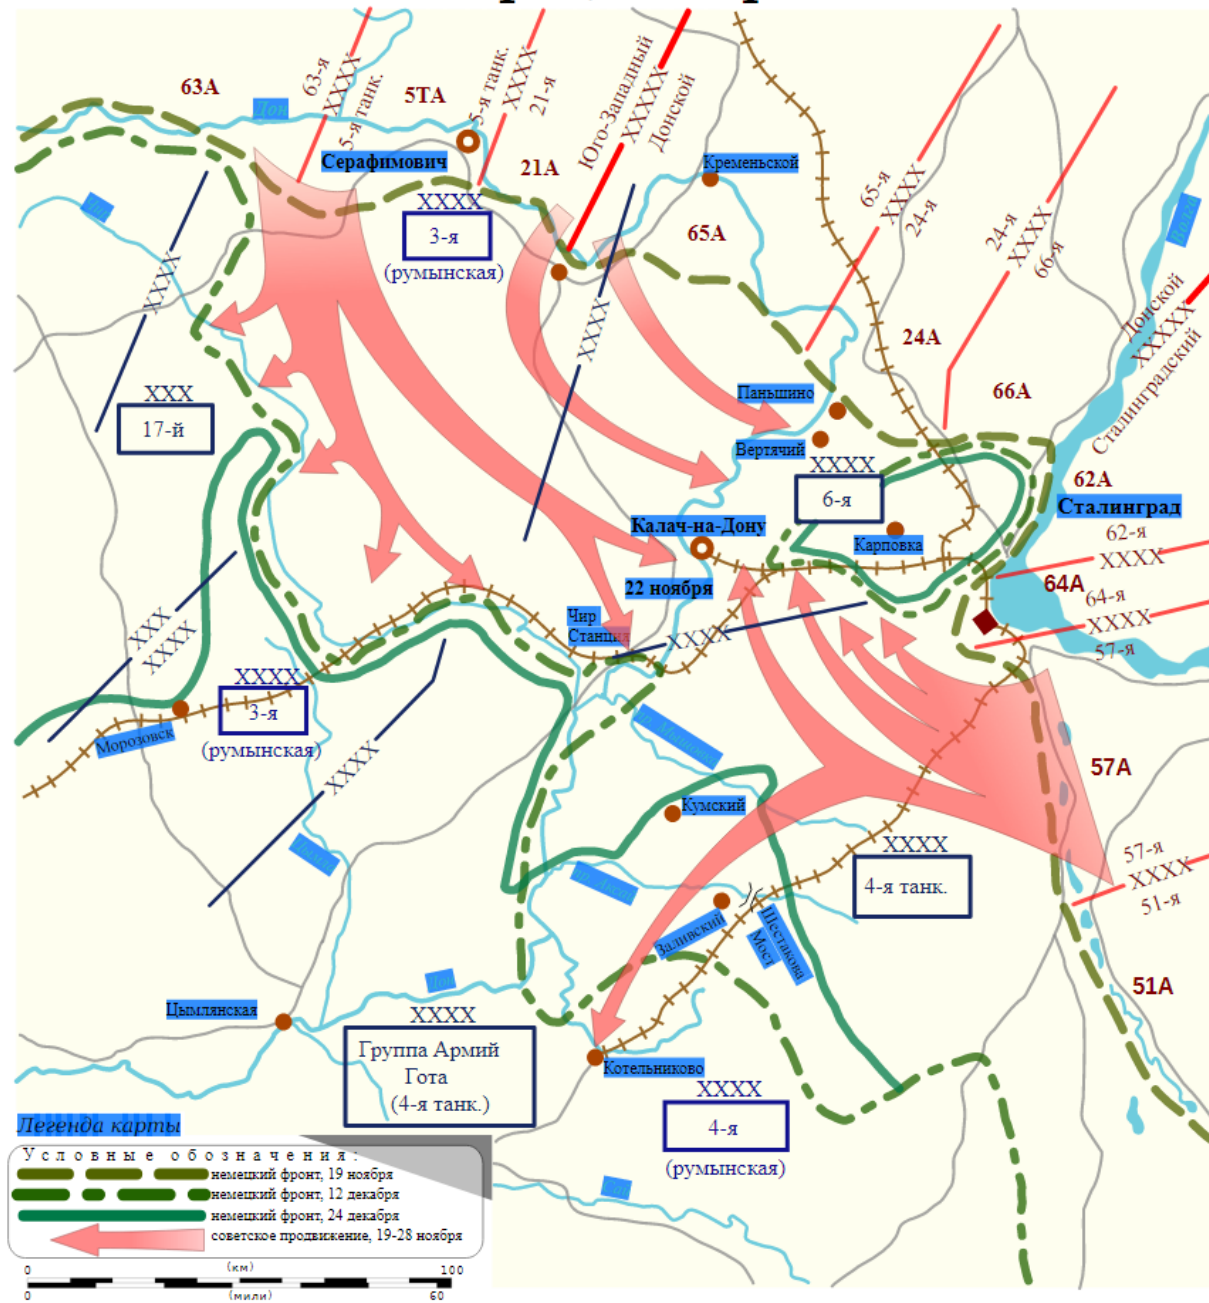 63А
63-я
XXXX
5-я танк.
5ТА
5-я танк.
XXXX
21-я
Юго-Западный
XXXXX
Донской
Дон
Серафимович
21А
Кременьской
65А
65-я
XXXX
24-я
24-я
XXXX
66-я
Волга
Донской
XXXXX
Сталинградский
XXXX
3-я
(румынская)
XXXX
XXXX
24А
66А
XXX
17-й
Паньшино
Вертячий
XXXX
6-я
62А
Сталинград
Калач-на-Дону
Карповка
62-я
XXXX
22 ноября
64А
64-я
XXXX
57-я
Чир
Станция
XXXX
XXX
XXXX
XXXX
3-я
(румынская)
Морозовск
XXXX
57А
Кумский
57-я
XXXX
51-я
XXXX
4-я танк.
Заливский
Шестакова
Мост
51А
Дон
Цымлянская
XXXX
Группа Армий
Гота
(4-я танк.)
Котельниково
XXXX
4-я
(румынская)
Легенда карты
Условные обозначения:
немецкий фронт, 19 ноября
немецкий фронт, 12 декабря
немецкий фронт, 24 декабря
советское продвижение, 19-28 ноября
0 (км) 100
0 (мили) 60